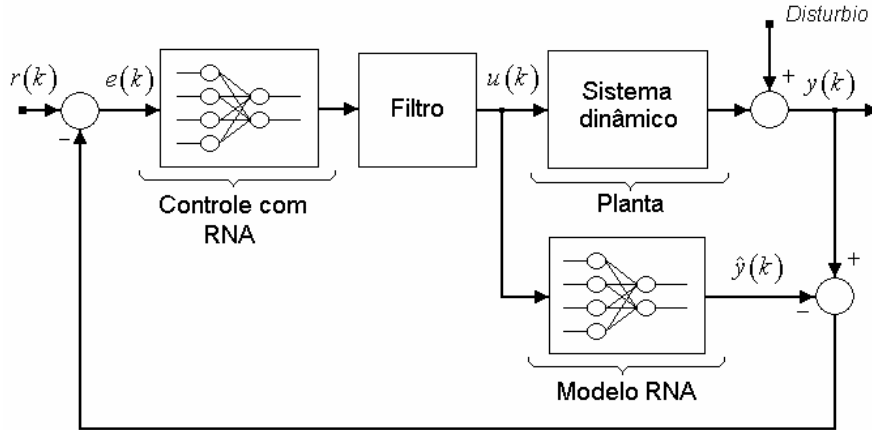 Disturbio
r(k)
e(k)
u(k)
+
y(k)
Filtro
Sistema
dinâmico
−
Controle com
RNA
Planta
ŷ(k)
+
−
Modelo RNA
−